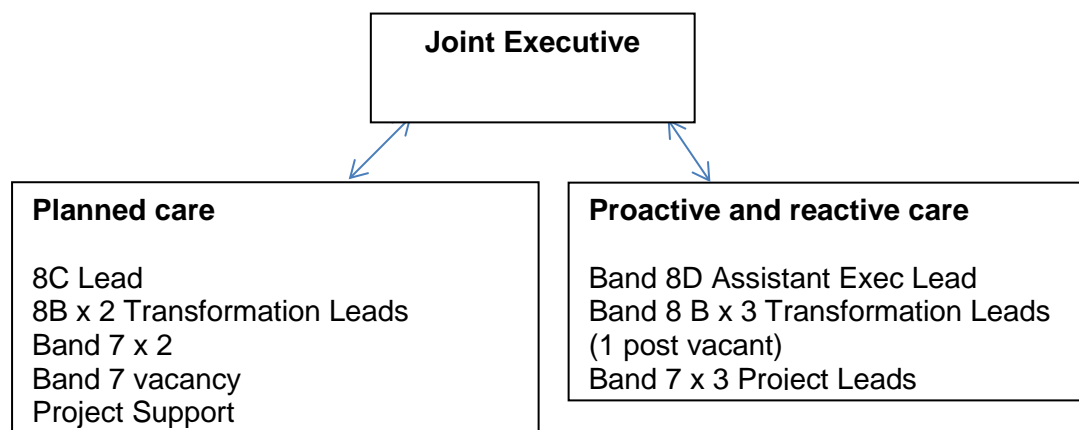 Joint Executive
Planned care
8C Lead
8B x 2 Transformation Leads
Band 7 x 2
Band 7 vacancy
Project Support
Proactive and reactive care
Band 8D Assistant Exec Lead
Band 8 B x 3 Transformation Leads
(1 post vacant)
Band 7 x 3 Project Leads